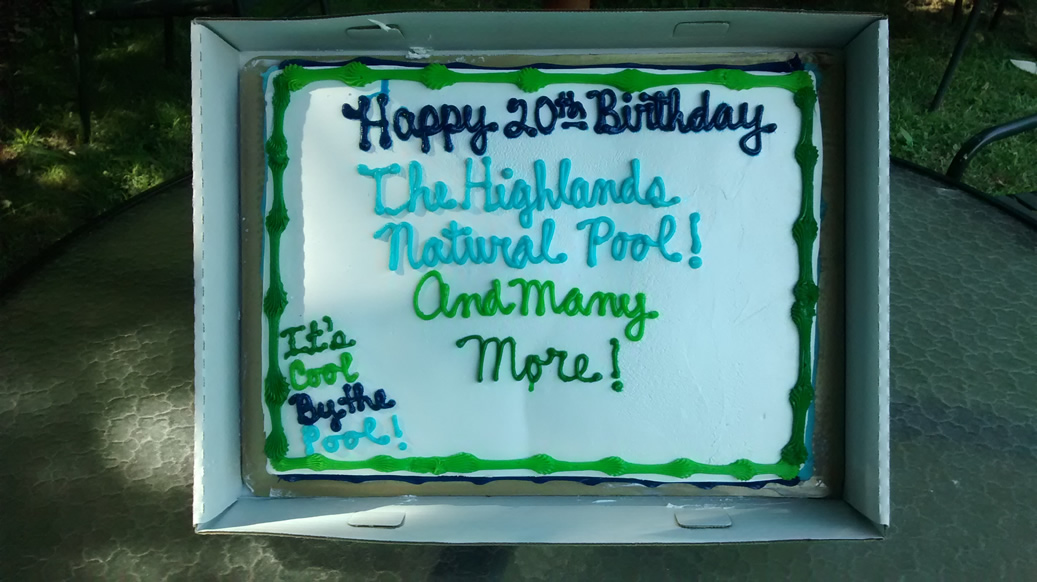 Happy 20th Birthday
The Highlands
Natural Pool!
And Many
More!
It's
Cool
By the
Pool!